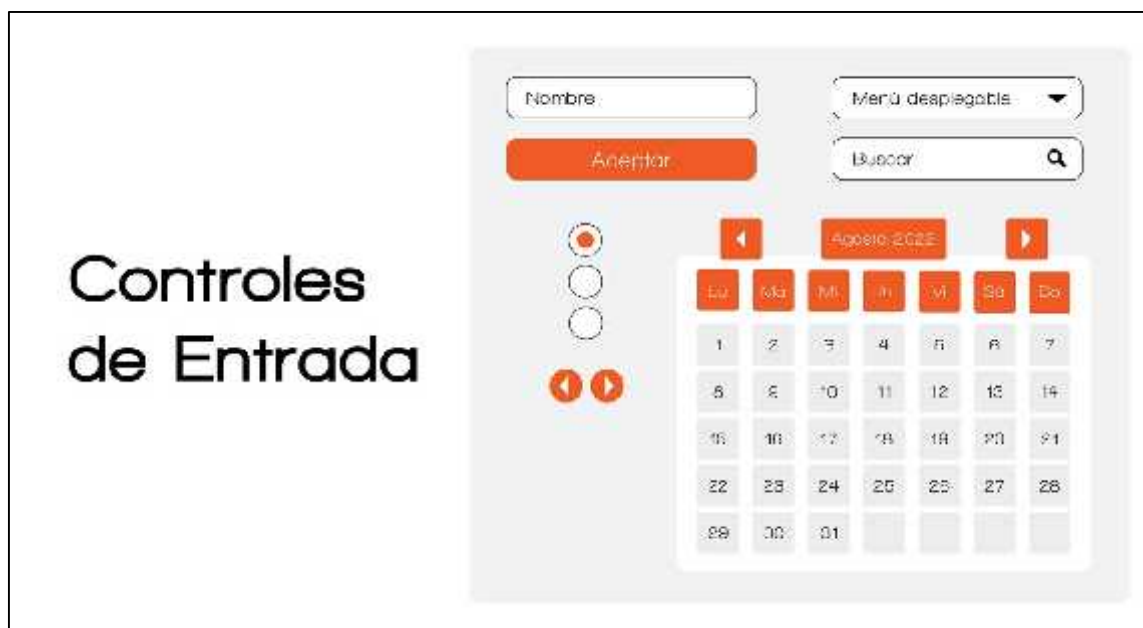 Controles
de Entrada
Nombre
Menú desplegable
Aceptar
Buscar
Agosto 2022
Lu Ma Mi Ju Vi Sa Do
1 2 3 4 5 6 7
8 9 10 11 12 13 14
15 16 17 18 19 20 21
22 23 24 25 26 27 28
29 30 31